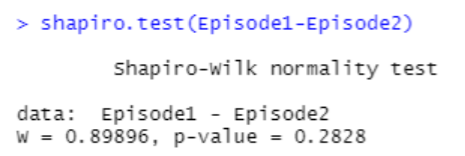 > shapiro.test(Episode1-Episode2)
Shapiro-Wilk normality test
data:  Episode1 - Episode2
W = 0.89896, p-value = 0.2828